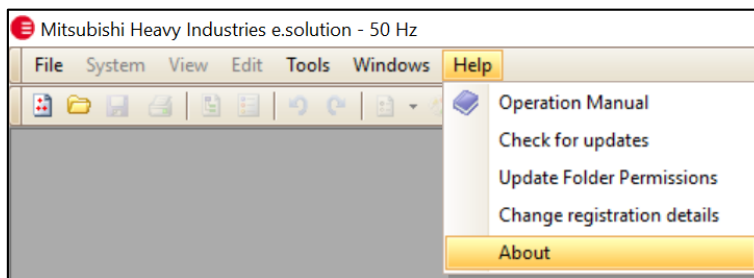 Mitsubishi Heavy Industries e.solution - 50 Hz
File System View Edit Tools Windows Help
Operation Manual
Check for updates
Update Folder Permissions
Change registration details
About